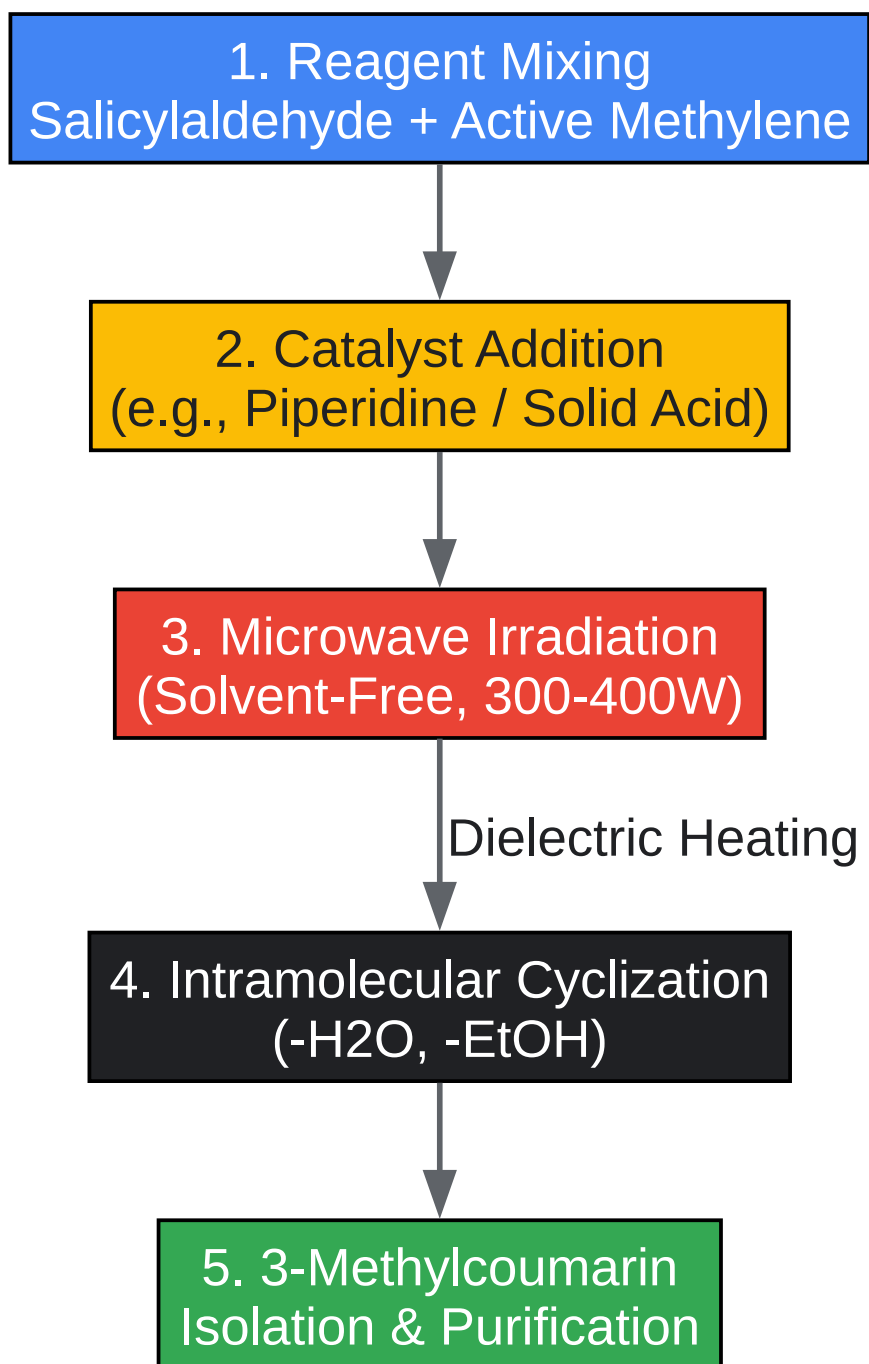 1. Reagent Mixing
Salicylaldehyde + Active Methylene
2. Catalyst Addition
(e.g., Piperidine / Solid Acid)
3. Microwave Irradiation
(Solvent-Free, 300-400W)
Dielectric Heating
4. Intramolecular Cyclization
(-H2O, -EtOH)
5. 3-Methylcoumarin
Isolation & Purification